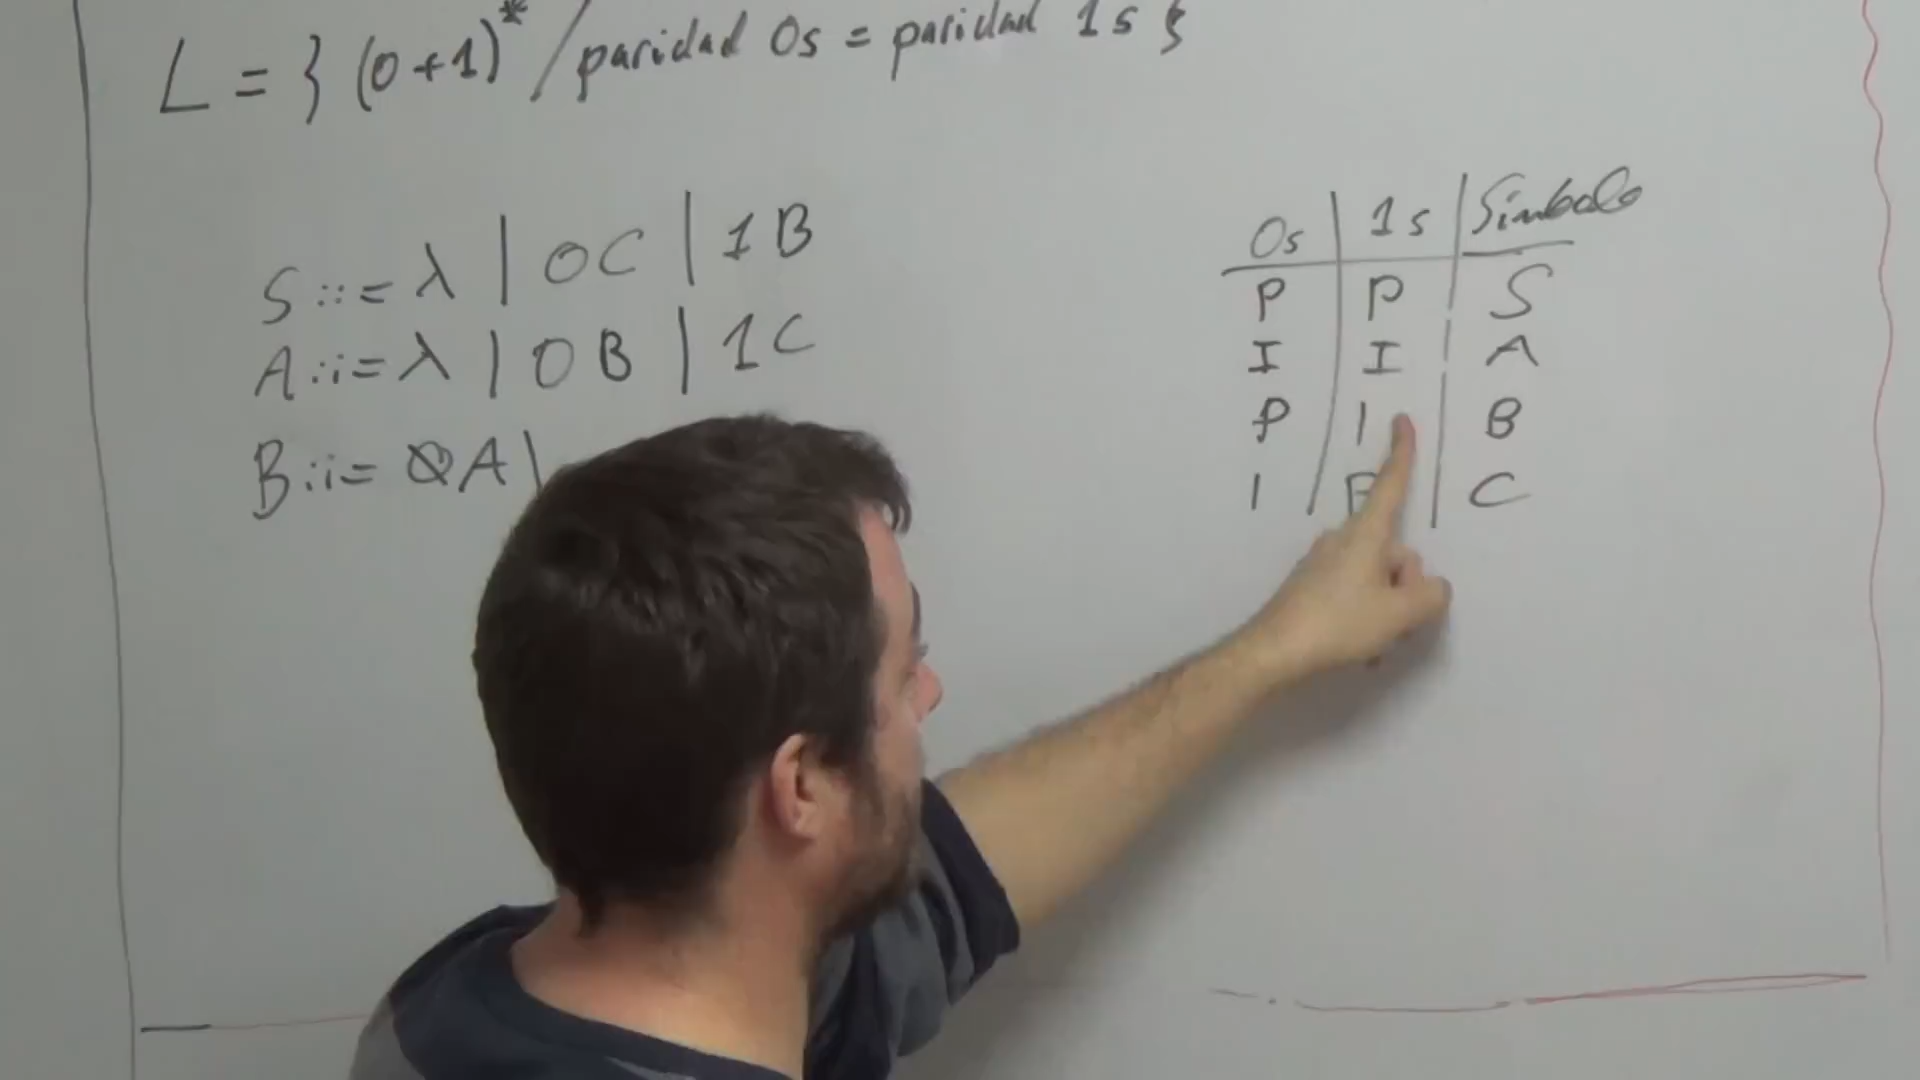 L = } (0+1)* / paridad 0s = paridad 1s }
S ::= λ | 0C | 1B
A ::= λ | 0B | 1C
B ::= 0A |
0s | 1s | Símbolo
P | P | S
I | I | A
P | I | B
I | P | C